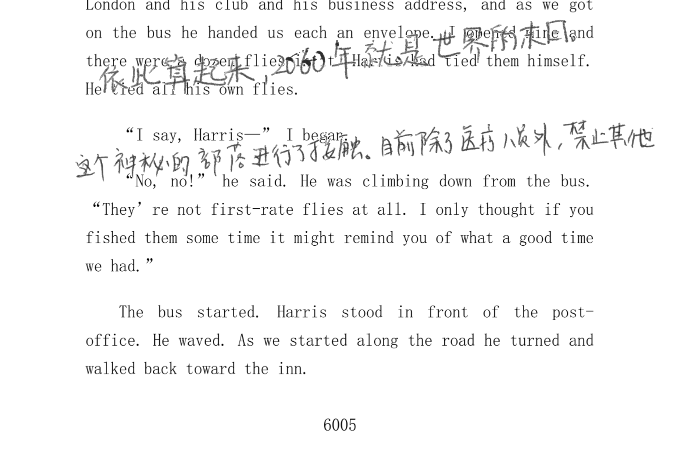 London and his club and his business address, and as we got
on the bus he handed us each an envelope. I opened mine and
there were a dozen flies in it. Harris had tied them himself.
依此算起来，2060年就是世界附末日。
He tied all his own flies.
“I say, Harris—” I began.
这个神秘的部落进行了接触。目前除了医疗人员外，禁止其他
“No, no!” he said. He was climbing down from the bus.
“They’re not first-rate flies at all. I only thought if you
fished them some time it might remind you of what a good time
we had.”
The bus started. Harris stood in front of the post-
office. He waved. As we started along the road he turned and
walked back toward the inn.
6005